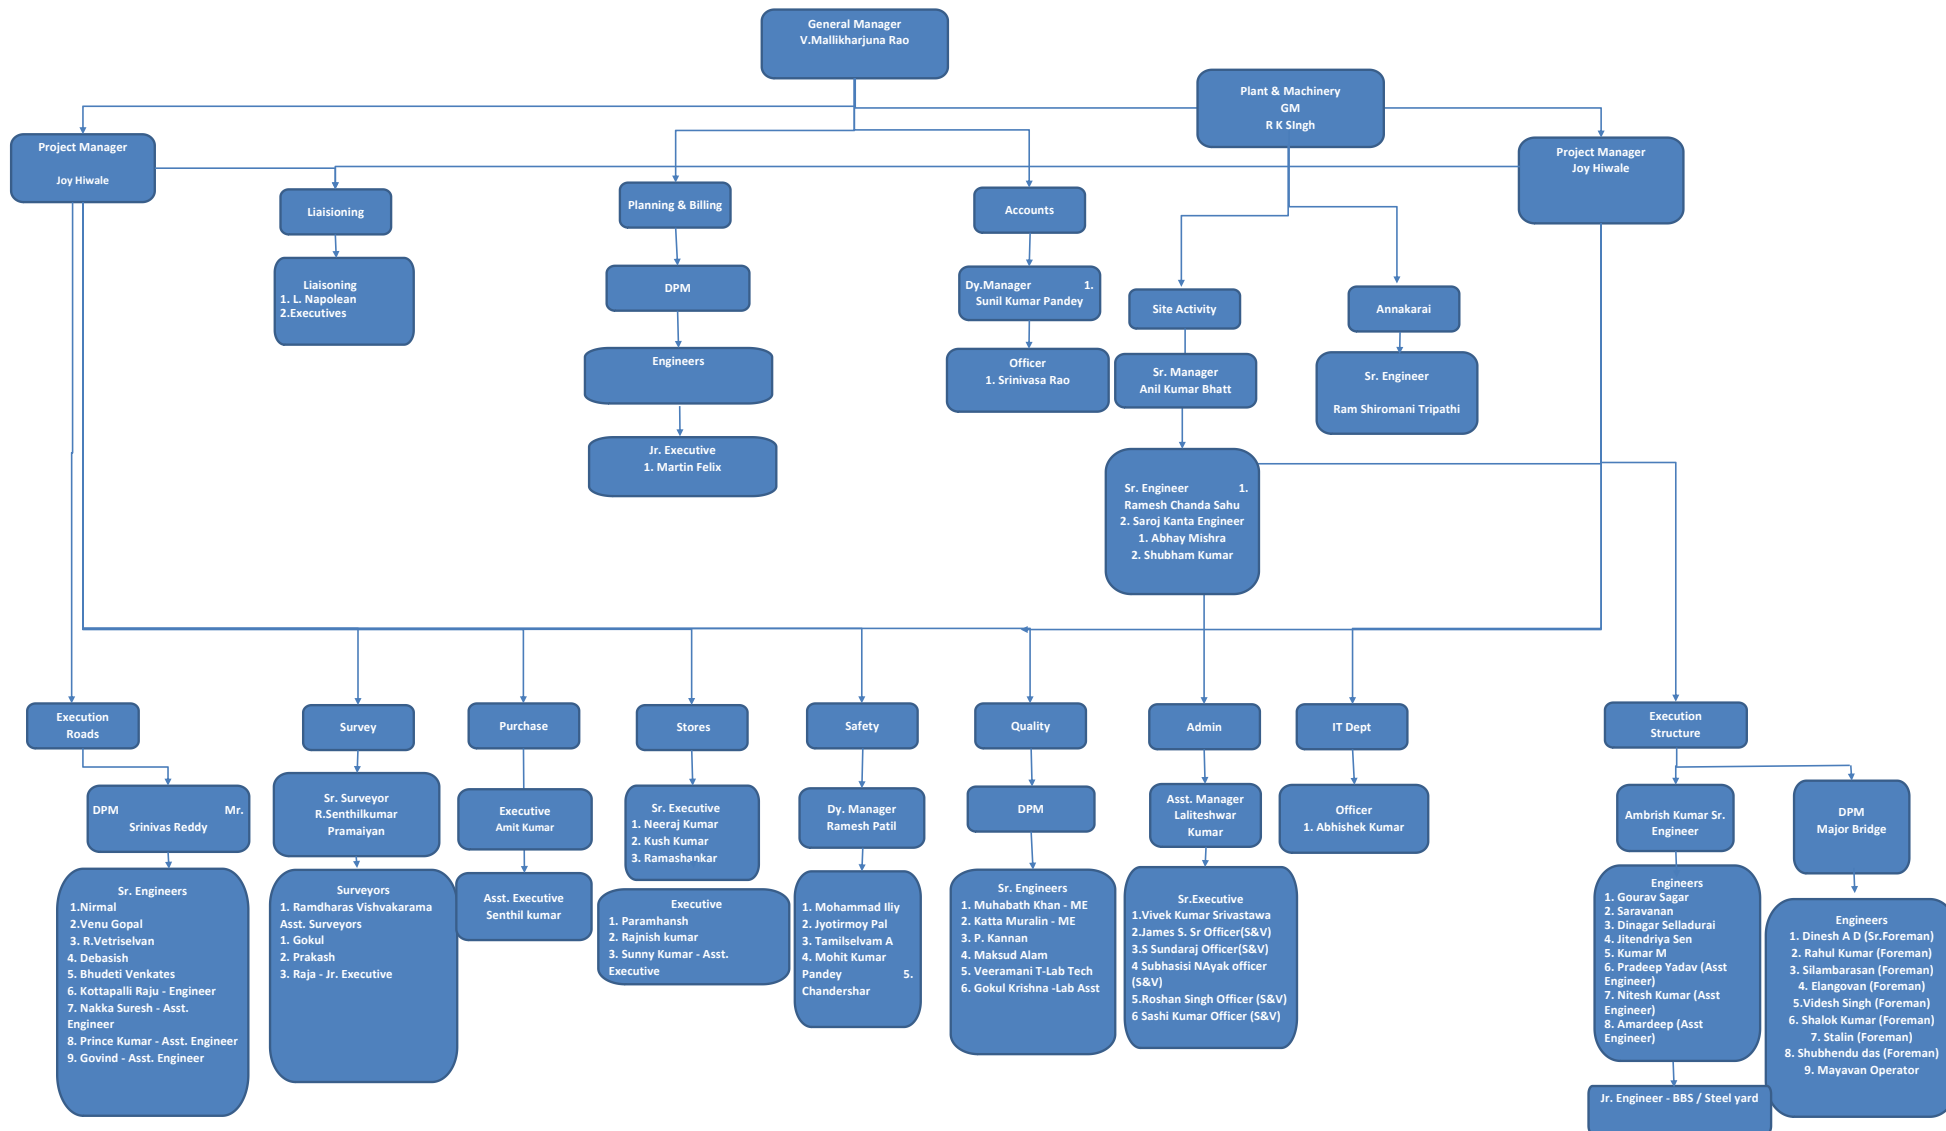 General Manager
V.Mallikharjuna Rao
Plant & Machinery
GM
R K SIngh
Project Manager
Joy Hiwale
Project Manager
Joy Hiwale
Liaisioning
Planning & Billing
Accounts
Liaisoning
1. L. Napolean
2.Executives
DPM
Dy.Manager 1.
Sunil Kumar Pandey
Site Activity
Annakarai
Engineers
Officer
1. Srinivasa Rao
Sr. Manager
Anil Kumar Bhatt
Sr. Engineer
Ram Shiromani Tripathi
Jr. Executive
1. Martin Felix
Sr. Engineer 1.
Ramesh Chanda Sahu
2. Saroj Kanta Engineer
1. Abhay Mishra
2. Shubham Kumar
Execution
Roads
Survey
Purchase
Stores
Safety
Quality
Admin
IT Dept
Execution
Structure
DPM Mr.
Srinivas Reddy
Sr. Surveyor
R.Senthilkumar
Pramaiyan
Executive
Amit Kumar
Sr. Executive
1. Neeraj Kumar
2. Kush Kumar
3. Ramashankar
Dy. Manager
Ramesh Patil
DPM
Asst. Manager
Laliteshwar
Kumar
Officer
1. Abhishek Kumar
Ambrish Kumar Sr.
Engineer
DPM
Major Bridge
Sr. Engineers
1.Nirmal
2.Venu Gopal
3. R.Vetriselvan
4. Debasish
5. Bhudeti Venkates
6. Kottapalli Raju - Engineer
7. Nakka Suresh - Asst.
Engineer
8. Prince Kumar - Asst. Engineer
9. Govind - Asst. Engineer
Surveyors
1. Ramdharas Vishvakarama
Asst. Surveyors
1. Gokul
2. Prakash
3. Raja - Jr. Executive
Asst. Executive
Senthil kumar
Executive
1. Paramhansh
2. Rajnish kumar
3. Sunny Kumar - Asst.
Executive
1. Mohammad Iliy
2. Jyotirmoy Pal
3. Tamilselvam A
4. Mohit Kumar
Pandey 5.
Chandershar
Sr. Engineers
1. Muhabath Khan - ME
2. Katta Muralin - ME
3. P. Kannan
4. Maksud Alam
5. Veeramani T-Lab Tech
6. Gokul Krishna -Lab Asst
Sr.Executive
1.Vivek Kumar Srivastawa
2.James S. Sr Officer(S&V)
3.S Sundaraj Officer(S&V)
4 Subhasisi NAyak officer
(S&V)
5.Roshan Singh Officer (S&V)
6 Sashi Kumar Officer (S&V)
Engineers
1. Gourav Sagar
2. Saravanan
3. Dinagar Selladurai
4. Jitendriya Sen
5. Kumar M
6. Pradeep Yadav (Asst
Engineer)
7. Nitesh Kumar (Asst
Engineer)
8. Amardeep (Asst
Engineer)
Engineers
1. Dinesh A D (Sr.Foreman)
2. Rahul Kumar (Foreman)
3. Silambarasan (Foreman)
4. Elangovan (Foreman)
5.Videsh Singh (Foreman)
6. Shalok Kumar (Foreman)
7. Stalin (Foreman)
8. Shubhendu das (Foreman)
9. Mayavan Operator
Jr. Engineer - BBS / Steel yard